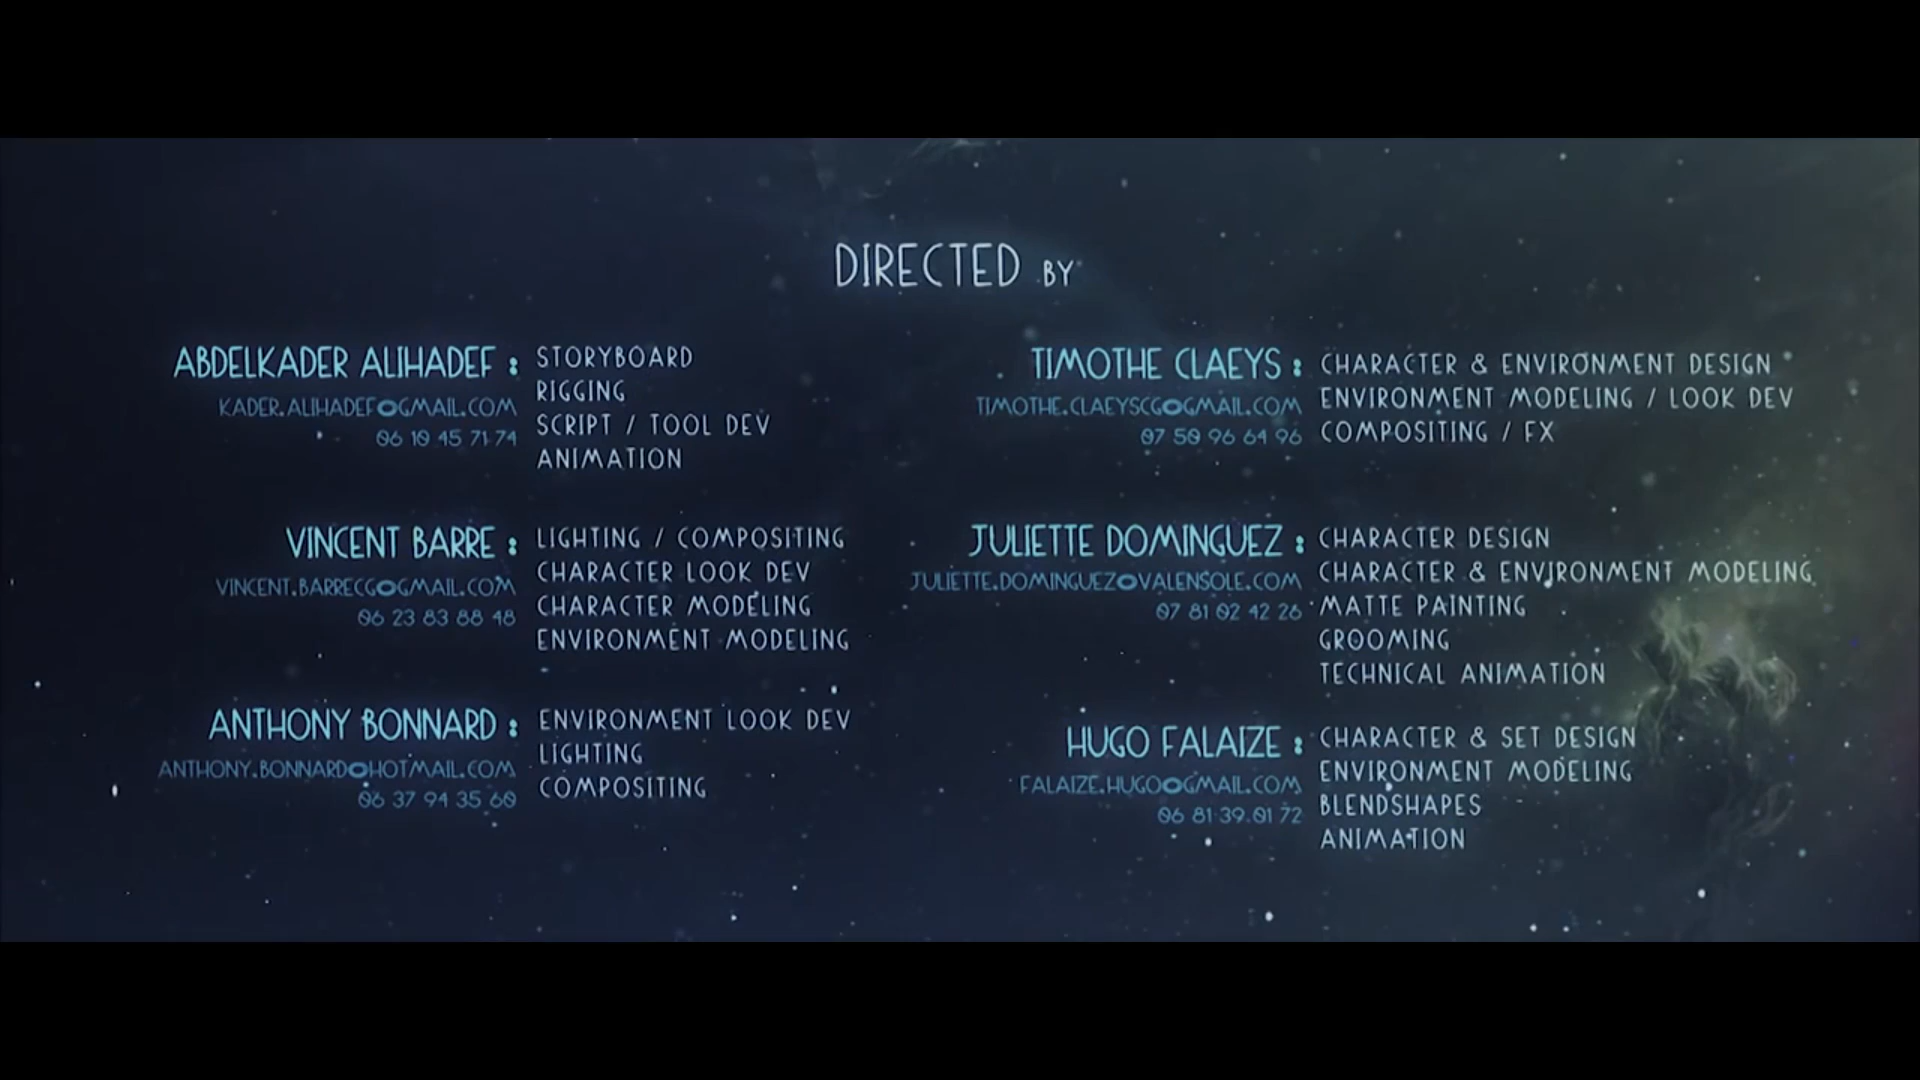 DIRECTED BY
ABDELKADER ALIHADEF : STORYBOARD
KADER.ALIHADEF@GMAIL.COM RIGGING
06 10 45 71 74 SCRIPT / TOOL DEV
ANIMATION
VINCENT BARRE : LIGHTING / COMPOSITING
VINCENT.BARRECG@GMAIL.COM CHARACTER LOOK DEV
06 23 83 88 48 CHARACTER MODELING
ENVIRONMENT MODELING
ANTHONY BONNARD : ENVIRONMENT LOOK DEV
ANTHONY.BONNARD@HOTMAIL.COM LIGHTING
06 37 94 35 60 COMPOSITING
TIMOTHE CLAEYS : CHARACTER & ENVIRONMENT DESIGN
TIMOTHE.CLAEYSCG@GMAIL.COM ENVIRONMENT MODELING / LOOK DEV
07 50 96 64 96 COMPOSITING / FX
JULIETTE DOMINGUEZ : CHARACTER DESIGN
JULIETTE.DOMINGUEZ@VALENSOLE.COM CHARACTER & ENVIRONMENT MODELING
07 81 02 42 26 MATTE PAINTING
GROOMING
TECHNICAL ANIMATION
HUGO FALAIZE : CHARACTER & SET DESIGN
FALAIZE.HUGO@GMAIL.COM ENVIRONMENT MODELING
06 81 39 01 72 BLENDSHAPES
ANIMATION